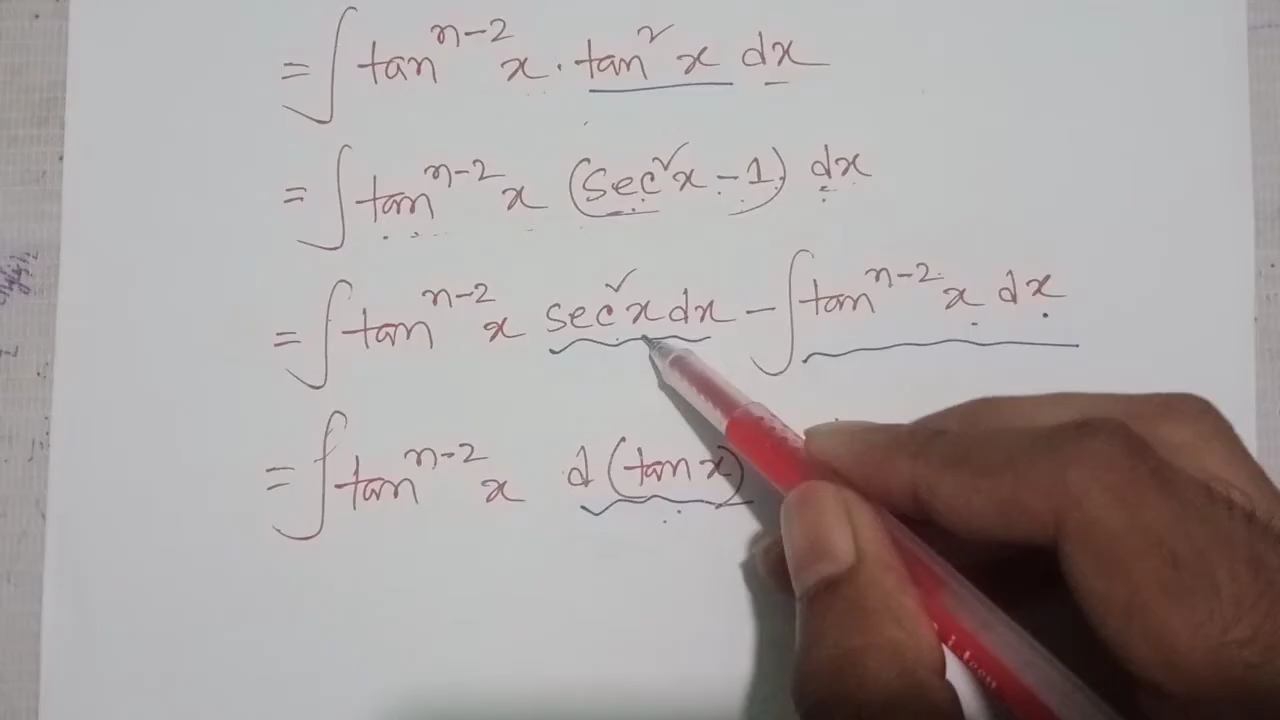 = ∫ tan^{n-2} x · tan² x dx
= ∫ tan^{n-2} x (sec² x - 1) dx
= ∫ tan^{n-2} x sec² x dx - ∫ tan^{n-2} x dx
= ∫ tan^{n-2} x d (tan x)